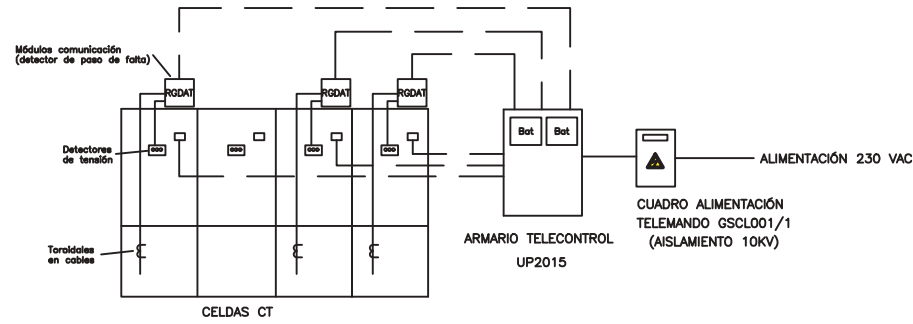 Módulos comunicación
(detector de paso de falta)
RGDAT
RGDAT
RGDAT
Bat
Bat
Detectores
de tensión
ALIMENTACIÓN 230 VAC
CUADRO ALIMENTACIÓN
TELEMANDO GSCL001/1
(AISLAMIENTO 10KV)
ARMARIO TELECONTROL
UP2015
Toroidales
en cables
CELDAS CT